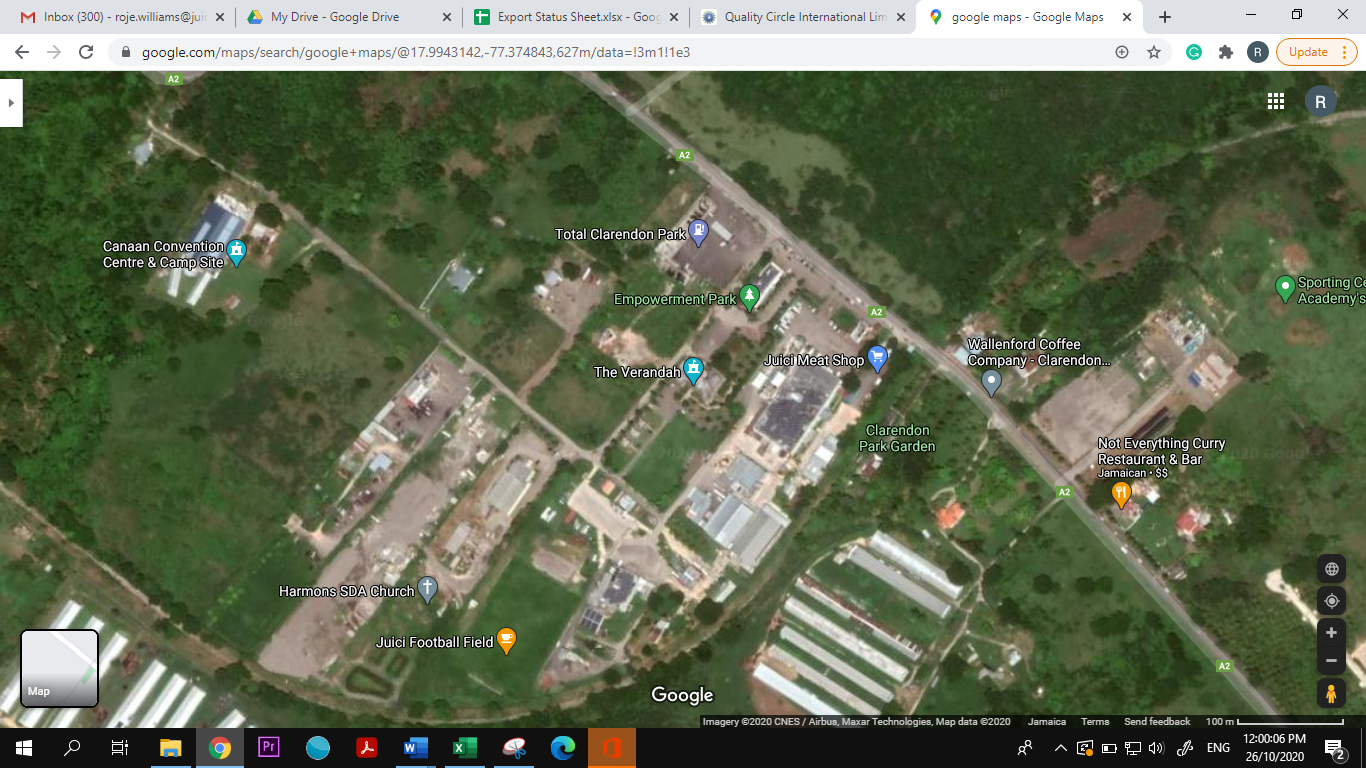 Inbox (300) - roje.williams@jui
My Drive - Google Drive
Export Status Sheet.xlsx - Goog
Quality Circle International Lim
google maps - Google Maps
google.com/maps/search/google+maps/@17.9943142,-77.374843,627m/data=!3m1!1e3
R
Update
A2
R
A2
Total Clarendon Park
Canaan Convention
Centre & Camp Site
Empowerment Park
A2
Sporting Ce
Academy's
Wallenford Coffee
Company - Clarendon...
Juici Meat Shop
The Verandah
Clarendon
Park Garden
Not Everything Curry
Restaurant & Bar
Jamaican • $$
A2
Harmons SDA Church
Juici Football Field
A2
Map
Google
Imagery ©2020 CNES / Airbus, Maxar Technologies, Map data ©2020 Jamaica Terms Send feedback 100 m
Pr
ENG
12:00:06 PM
26/10/2020
2